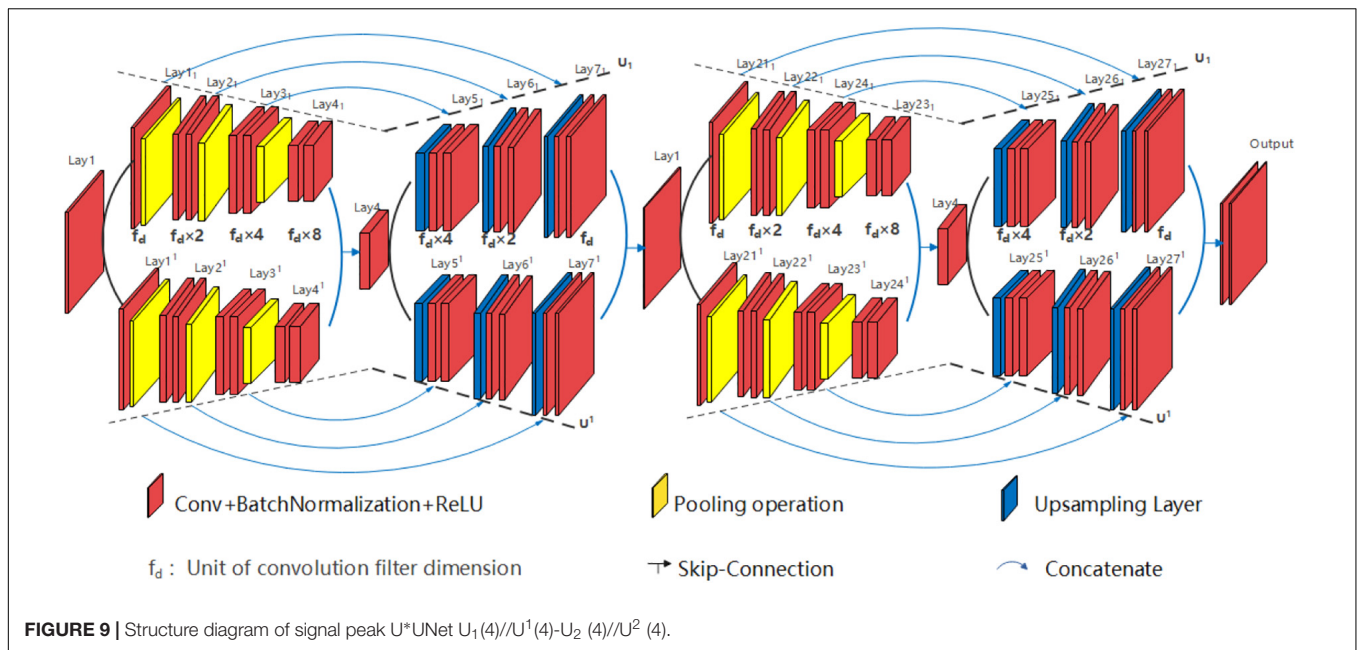 Lay1₁ Lay2₁ Lay3₁ Lay4₁ Lay5₁ Lay6₁ Lay7₁ U₁
Lay21₁ Lay22₁ Lay24₁ Lay23₁ Lay25₁ Lay26₁ Lay27₁ U₁
Lay1 Lay4 Lay1 Lay4 Output
f_d f_d×2 f_d×4 f_d×8 f_d×4 f_d×2 f_d
f_d f_d×2 f_d×4 f_d×8 f_d×4 f_d×2 f_d
Lay1¹ Lay2¹ Lay3¹ Lay4¹ Lay5¹ Lay6¹ Lay7¹ U¹
Lay21¹ Lay22¹ Lay23¹ Lay24¹ Lay25¹ Lay26¹ Lay27¹ U¹
Conv+BatchNormalization+ReLU Pooling operation Upsampling Layer
f_d : Unit of convolution filter dimension Skip-Connection Concatenate
FIGURE 9 | Structure diagram of signal peak U*UNet U₁(4)//U¹(4)-U₂ (4)//U² (4).